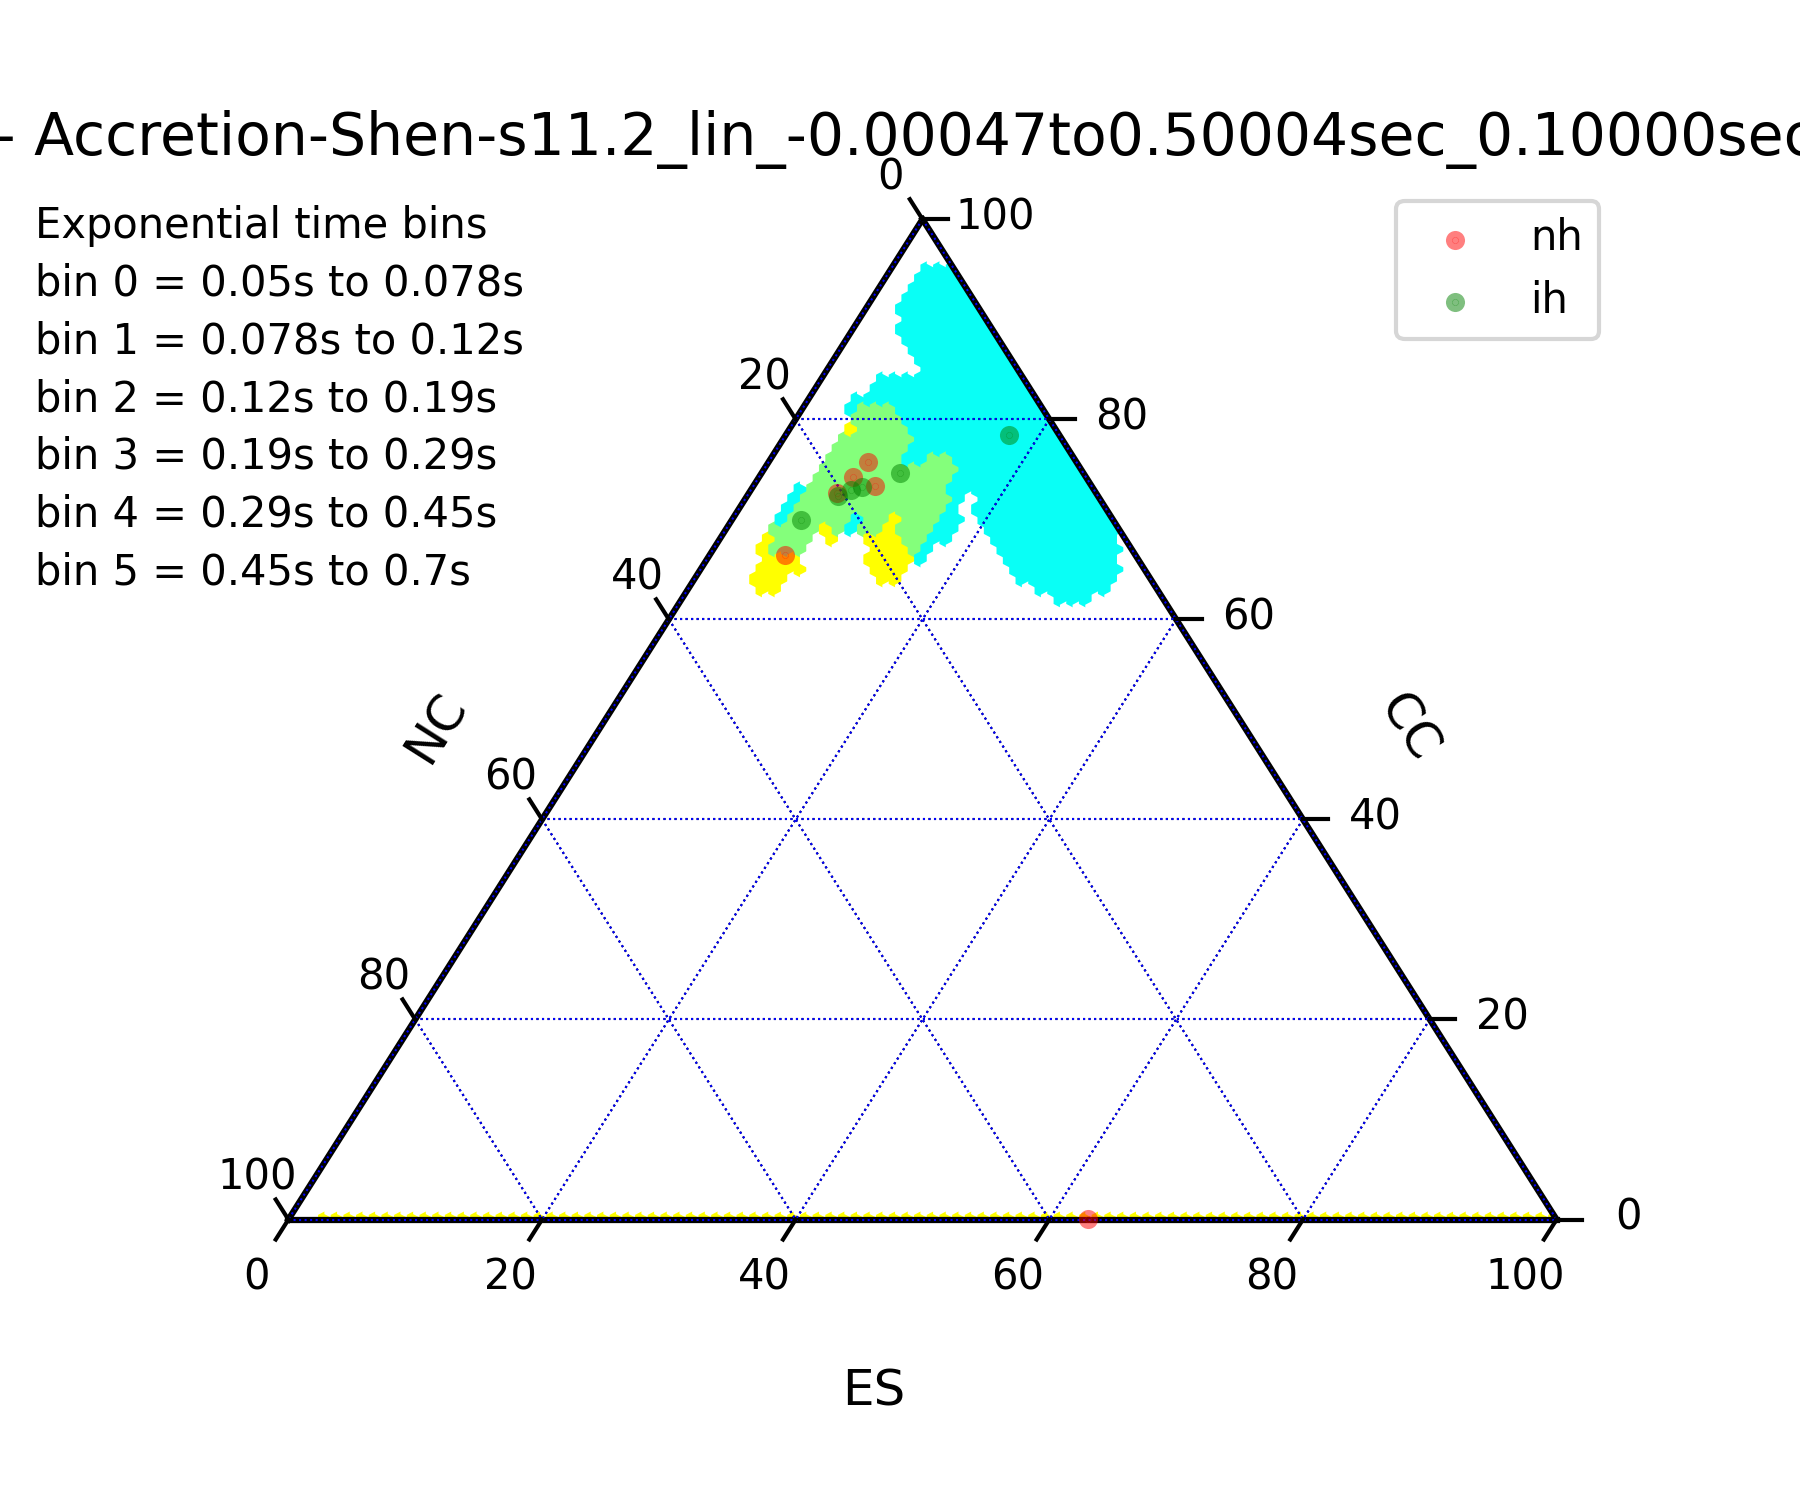 - Accretion-Shen-s11.2_lin_-0.00047to0.50004sec_0.10000sec
Exponential time bins
bin 0 = 0.05s to 0.078s
bin 1 = 0.078s to 0.12s
bin 2 = 0.12s to 0.19s
bin 3 = 0.19s to 0.29s
bin 4 = 0.29s to 0.45s
bin 5 = 0.45s to 0.7s
nh
ih
0
100
20
80
40
60
NC
CC
60
40
80
20
100
0
0
20
40
60
80
100
ES